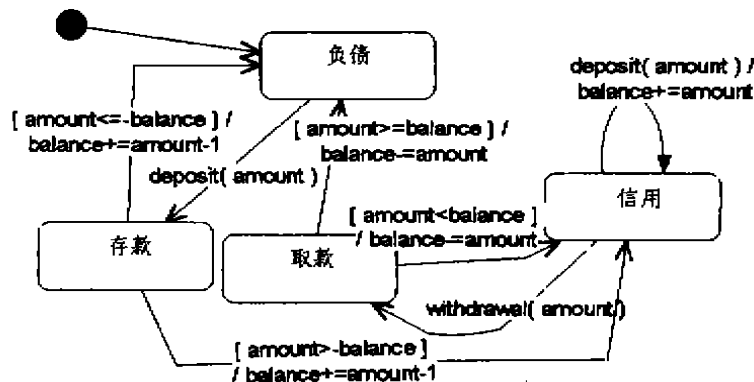 负债
deposit( amount ) /
balance+=amount
[ amount<=-balance ] /
balance+=amount-1
[ amount>=balance ] /
balance-=amount
deposit( amount )
信用
[ amount<balance ]
/ balance-=amount
存款
取款
withdrawal( amount )
[ amount>-balance ]
/ balance+=amount-1